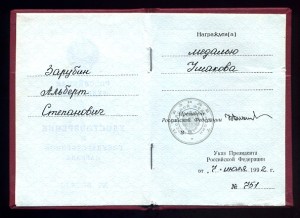 Зарубин
Альберт
Степанович
Награжден(а)
медалью
Ушакова
Президент
Российской Федерации
Указ Президента
Российской Федерации
от „7" июля 1992 г.
№ 751